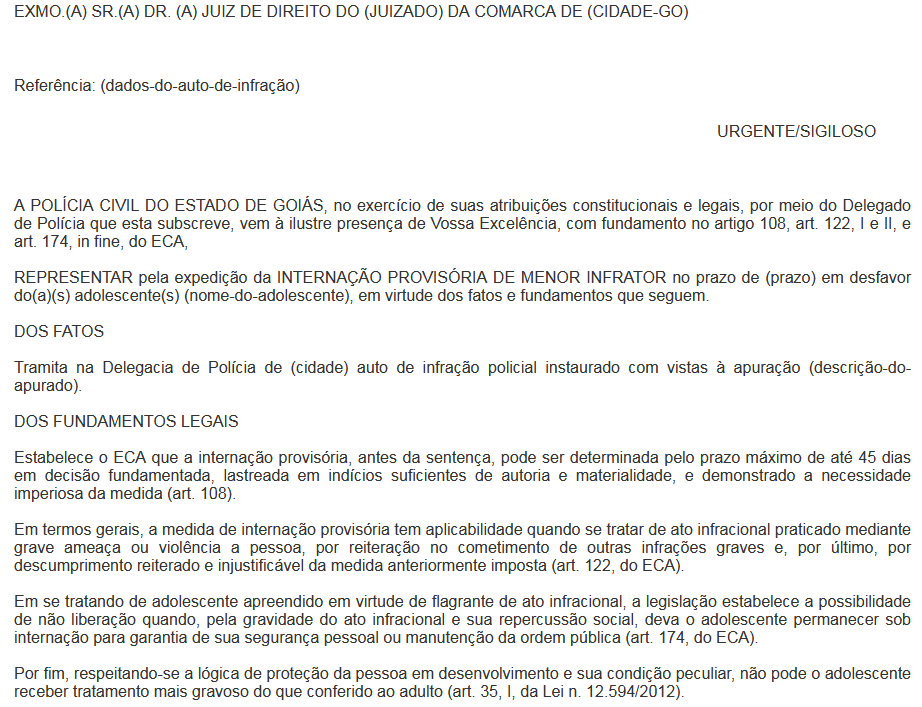 EXMO.(A) SR.(A) DR. (A) JUIZ DE DIREITO DO (JUIZADO) DA COMARCA DE (CIDADE-GO)
Referência: (dados-do-auto-de-infração)
URGENTE/SIGILOSO
A POLÍCIA CIVIL DO ESTADO DE GOIÁS, no exercício de suas atribuições constitucionais e legais, por meio do Delegado
de Polícia que esta subscreve, vem à ilustre presença de Vossa Excelência, com fundamento no artigo 108, art. 122, I e II, e
art. 174, in fine, do ECA,
REPRESENTAR pela expedição da INTERNAÇÃO PROVISÓRIA DE MENOR INFRATOR no prazo de (prazo) em desfavor
do(a)(s) adolescente(s) (nome-do-adolescente), em virtude dos fatos e fundamentos que seguem.
DOS FATOS
Tramita na Delegacia de Polícia de (cidade) auto de infração policial instaurado com vistas à apuração (descrição-do-
apurado).
DOS FUNDAMENTOS LEGAIS
Estabelece o ECA que a internação provisória, antes da sentença, pode ser determinada pelo prazo máximo de até 45 dias
em decisão fundamentada, lastreada em indícios suficientes de autoria e materialidade, e demonstrado a necessidade
imperiosa da medida (art. 108).
Em termos gerais, a medida de internação provisória tem aplicabilidade quando se tratar de ato infracional praticado mediante
grave ameaça ou violência a pessoa, por reiteração no cometimento de outras infrações graves e, por último, por
descumprimento reiterado e injustificável da medida anteriormente imposta (art. 122, do ECA).
Em se tratando de adolescente apreendido em virtude de flagrante de ato infracional, a legislação estabelece a possibilidade
de não liberação quando, pela gravidade do ato infracional e sua repercussão social, deva o adolescente permanecer sob
internação para garantia de sua segurança pessoal ou manutenção da ordem pública (art. 174, do ECA).
Por fim, respeitando-se a lógica de proteção da pessoa em desenvolvimento e sua condição peculiar, não pode o adolescente
receber tratamento mais gravoso do que conferido ao adulto (art. 35, I, da Lei n. 12.594/2012).